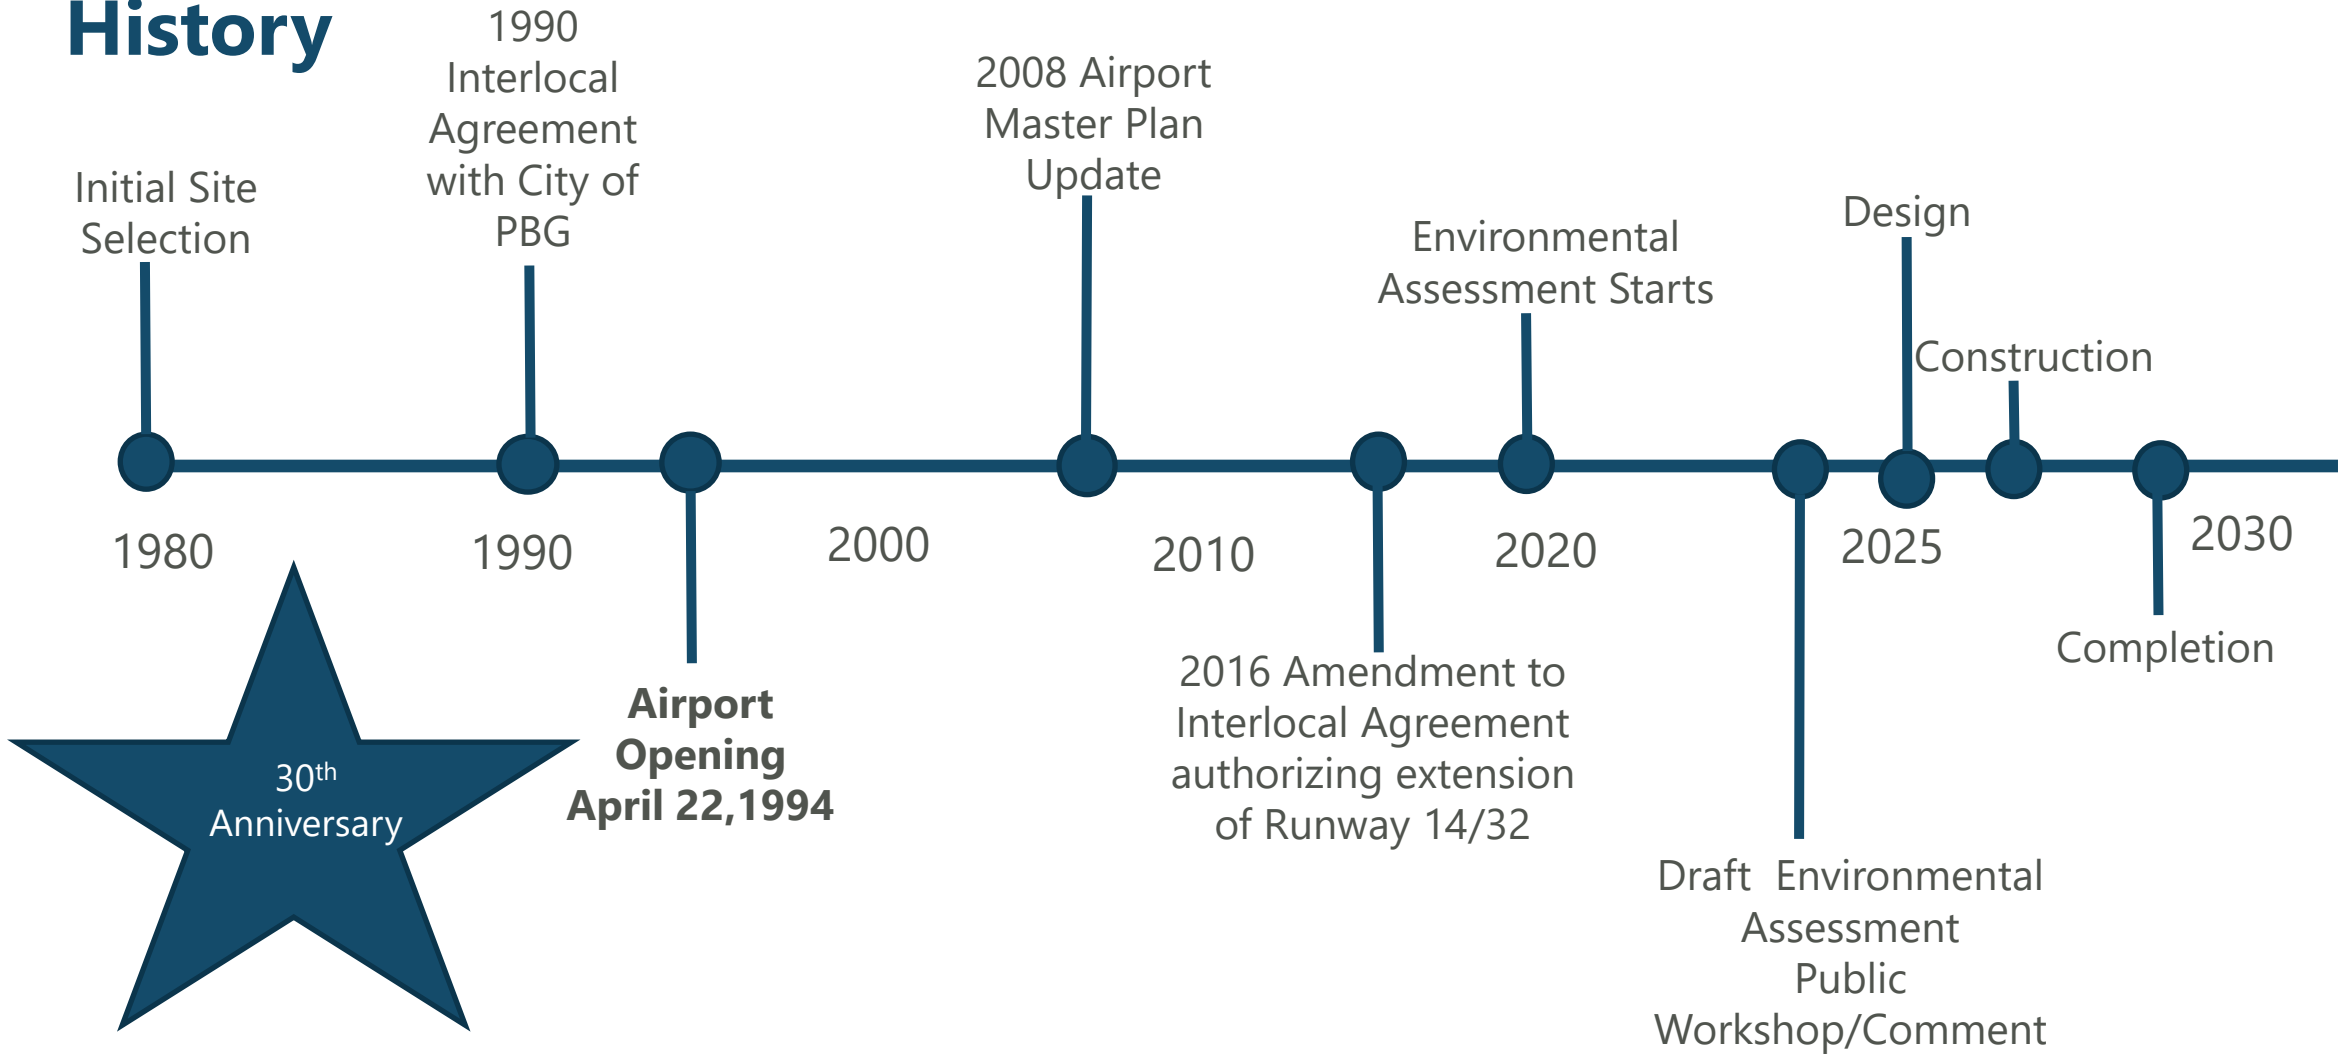 History
1990
Interlocal
Agreement
with City of
PBG
2008 Airport
Master Plan
Update
Initial Site
Selection
Environmental
Assessment Starts
Design
Construction
1980
1990
2000
2010
2020
2025
2030
30th
Anniversary
Airport
Opening
April 22,1994
2016 Amendment to
Interlocal Agreement
authorizing extension
of Runway 14/32
Completion
Draft  Environmental
Assessment
Public
Workshop/Comment